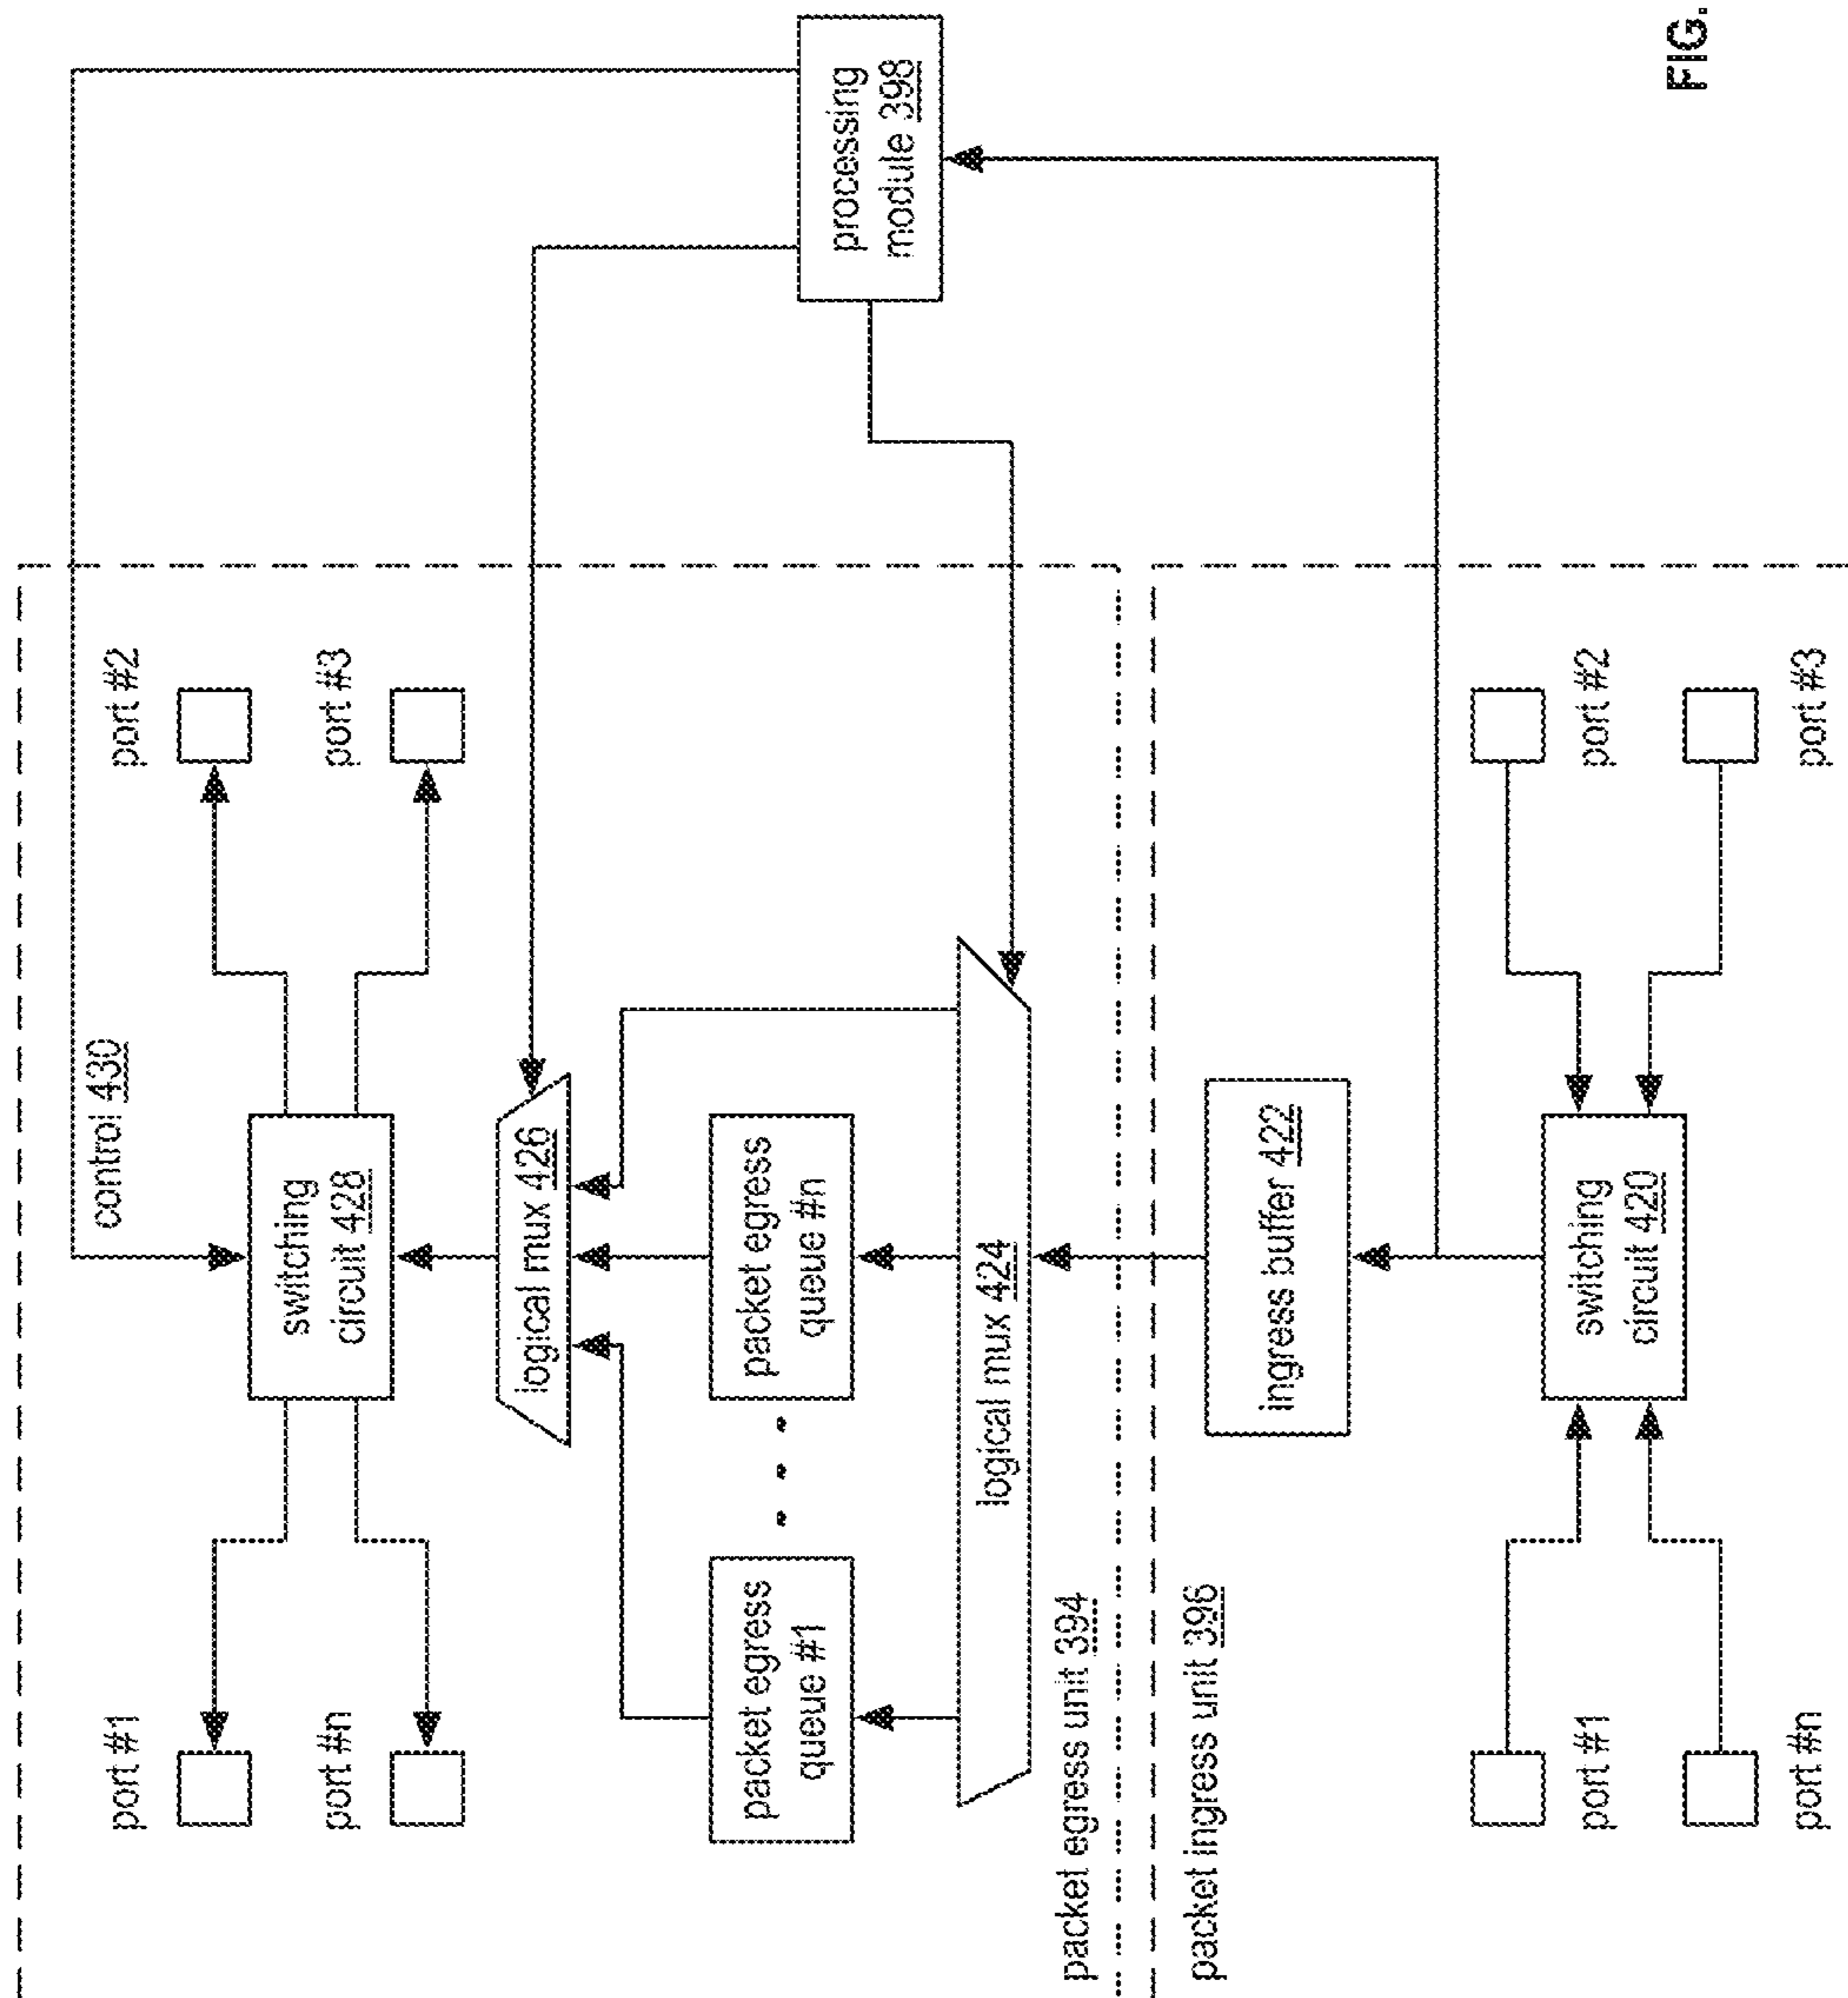 port #1
port #2
port #n
port #3
control 430
switching
circuit 428
logical mux 426
packet egress
queue #1
packet egress
queue #n
logical mux 424
processing
module 398
packet egress unit 394
packet ingress unit 396
ingress buffer 422
switching
circuit 420
port #1
port #2
port #n
port #3
FIG.